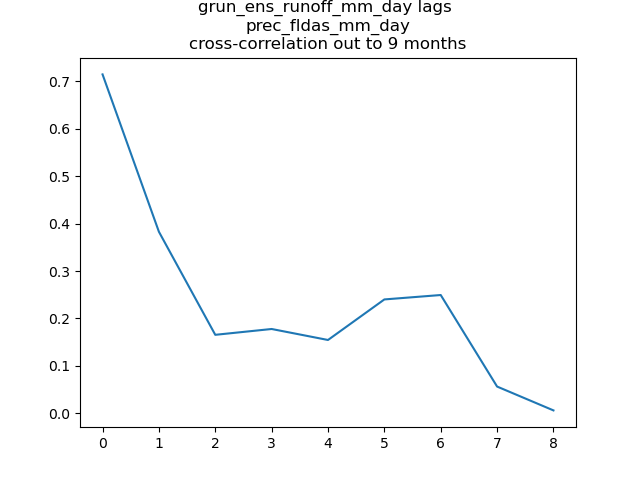 grun_ens_runoff_mm_day lags
prec_fldas_mm_day
cross-correlation out to 9 months
0.7
0.6
0.5
0.4
0.3
0.2
0.1
0.0
0 1 2 3 4 5 6 7 8